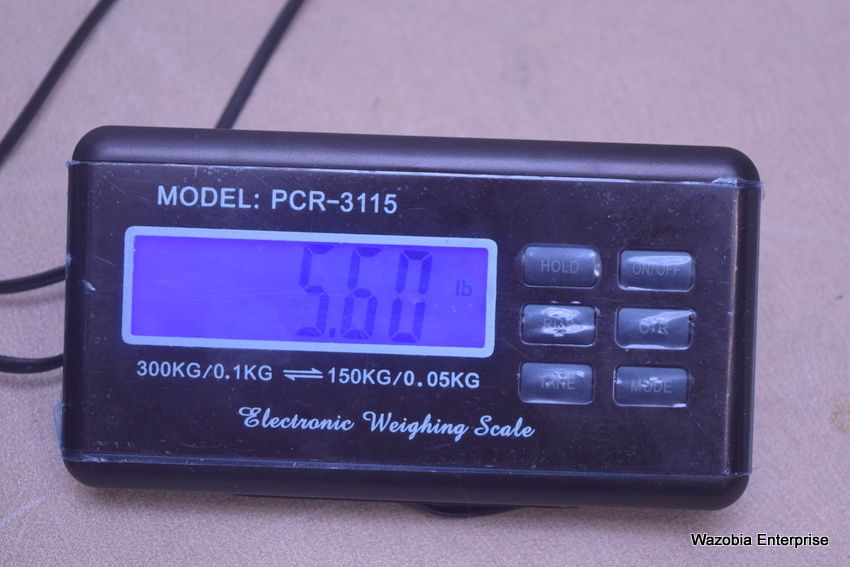 MODEL: PCR-3115
5.60 lb
HOLD ON/OFF
TARE MODE
300KG/0.1KG ⇌ 150KG/0.05KG
Electronic Weighing Scale
Wazobia Enterprise